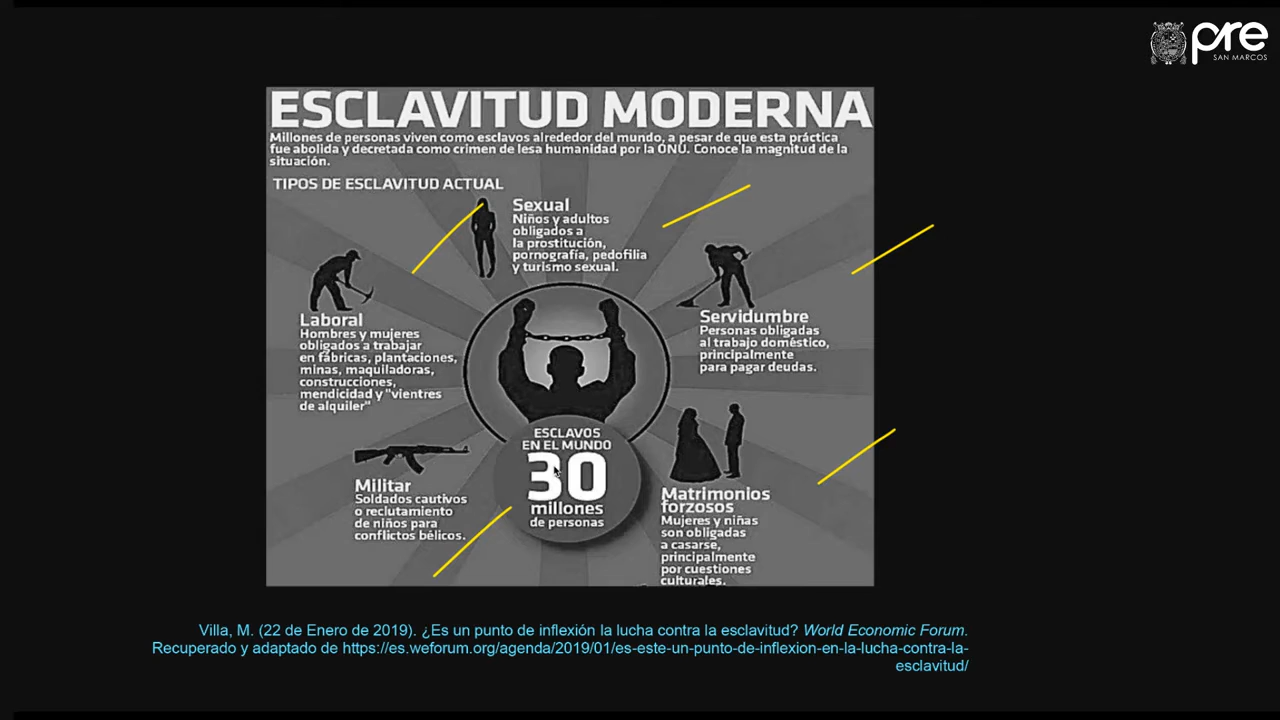 pre
SAN MARCOS
ESCLAVITUD MODERNA
Millones de personas viven como esclavos alrededor del mundo, a pesar de que esta práctica
fue abolida y decretada como crimen de lesa humanidad por la ONU. Conoce la magnitud de la
situación.
TIPOS DE ESCLAVITUD ACTUAL
Sexual
Niños y adultos
obligados a
la prostitución,
pornografía, pedofilia
y turismo sexual.
Laboral
Hombres y mujeres
obligados a trabajar
en fábricas, plantaciones,
minas, maquiladoras,
construcciones,
mendicidad y "vientres
de alquiler"
Servidumbre
Personas obligadas
al trabajo doméstico,
principalmente
para pagar deudas.
Militar
Soldados cautivos
o reclutamiento
de niños para
conflictos bélicos.
ESCLAVOS
EN EL MUNDO
30
millones
de personas
Matrimonios
forzosos
Mujeres y niñas
son obligadas
a casarse,
principalmente
por cuestiones
culturales.
Villa, M. (22 de Enero de 2019). ¿Es un punto de inflexión la lucha contra la esclavitud? World Economic Forum.
Recuperado y adaptado de https://es.weforum.org/agenda/2019/01/es-este-un-punto-de-inflexion-en-la-lucha-contra-la-
esclavitud/